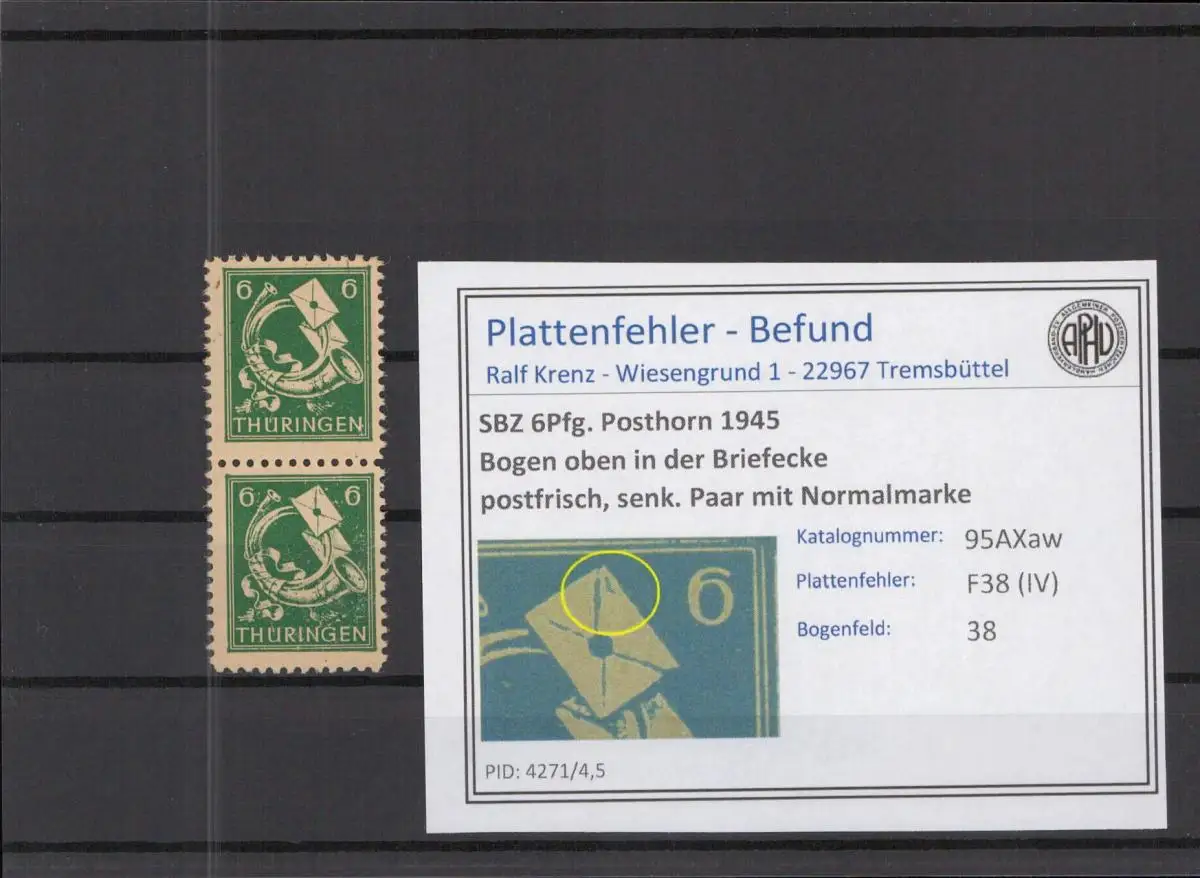 6 6
THÜRINGEN
6 6
THÜRINGEN
Plattenfehler - Befund
Ralf Krenz - Wiesengrund 1 - 22967 Tremsbüttel
APHV
SBZ 6Pfg. Posthorn 1945
Bogen oben in der Briefecke
postfrisch, senk. Paar mit Normalmarke
6
Katalognummer: 95AXaw
Plattenfehler: F38 (IV)
Bogenfeld: 38
PID: 4271/4,5